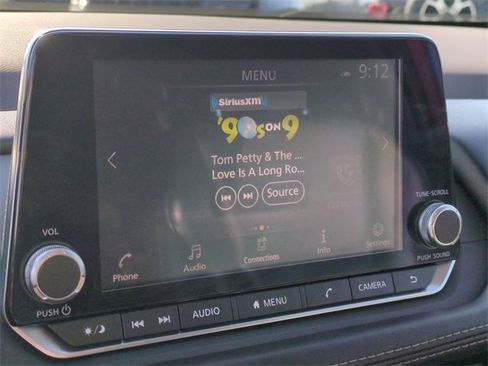 MENU
9:12
SiriusXM
'90s ON 9
Tom Petty & The ...
Love Is A Long Ro...
Source
VOL
TUNE·SCROLL
Phone
Audio
Connections
Info
Settings
PUSH
PUSH SOUND
AUDIO
MENU
CAMERA